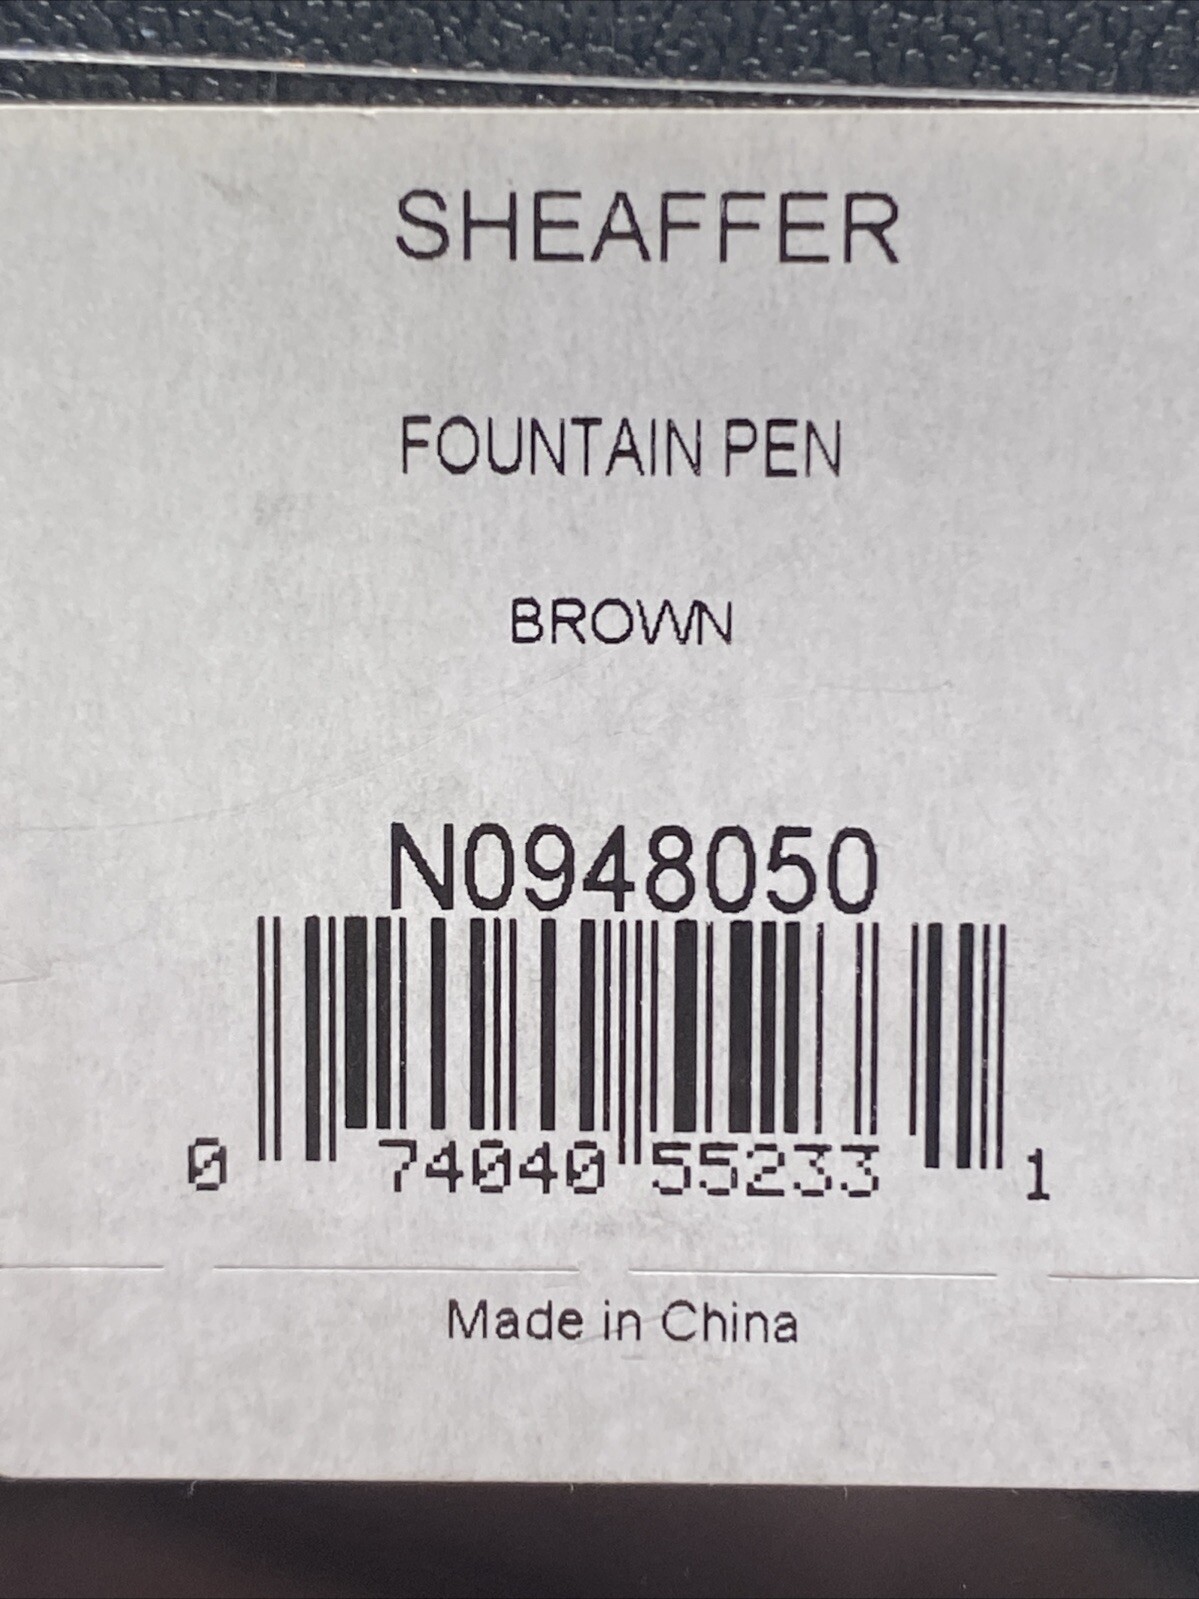 SHEAFFER
FOUNTAIN PEN
BROWN
N0948050
0 74040 55233 1
Made in China